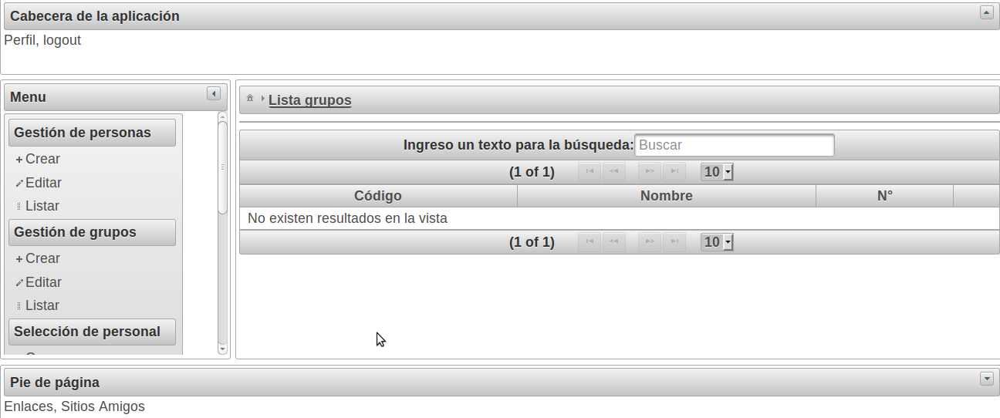 Cabecera de la aplicación
Perfil, logout
Menu
Gestión de personas
Crear
Editar
Listar
Gestión de grupos
Crear
Editar
Listar
Selección de personal
Lista grupos
Ingreso un texto para la búsqueda: Buscar
(1 of 1) 10
Código Nombre N°
No existen resultados en la vista
(1 of 1) 10
Pie de página
Enlaces, Sitios Amigos